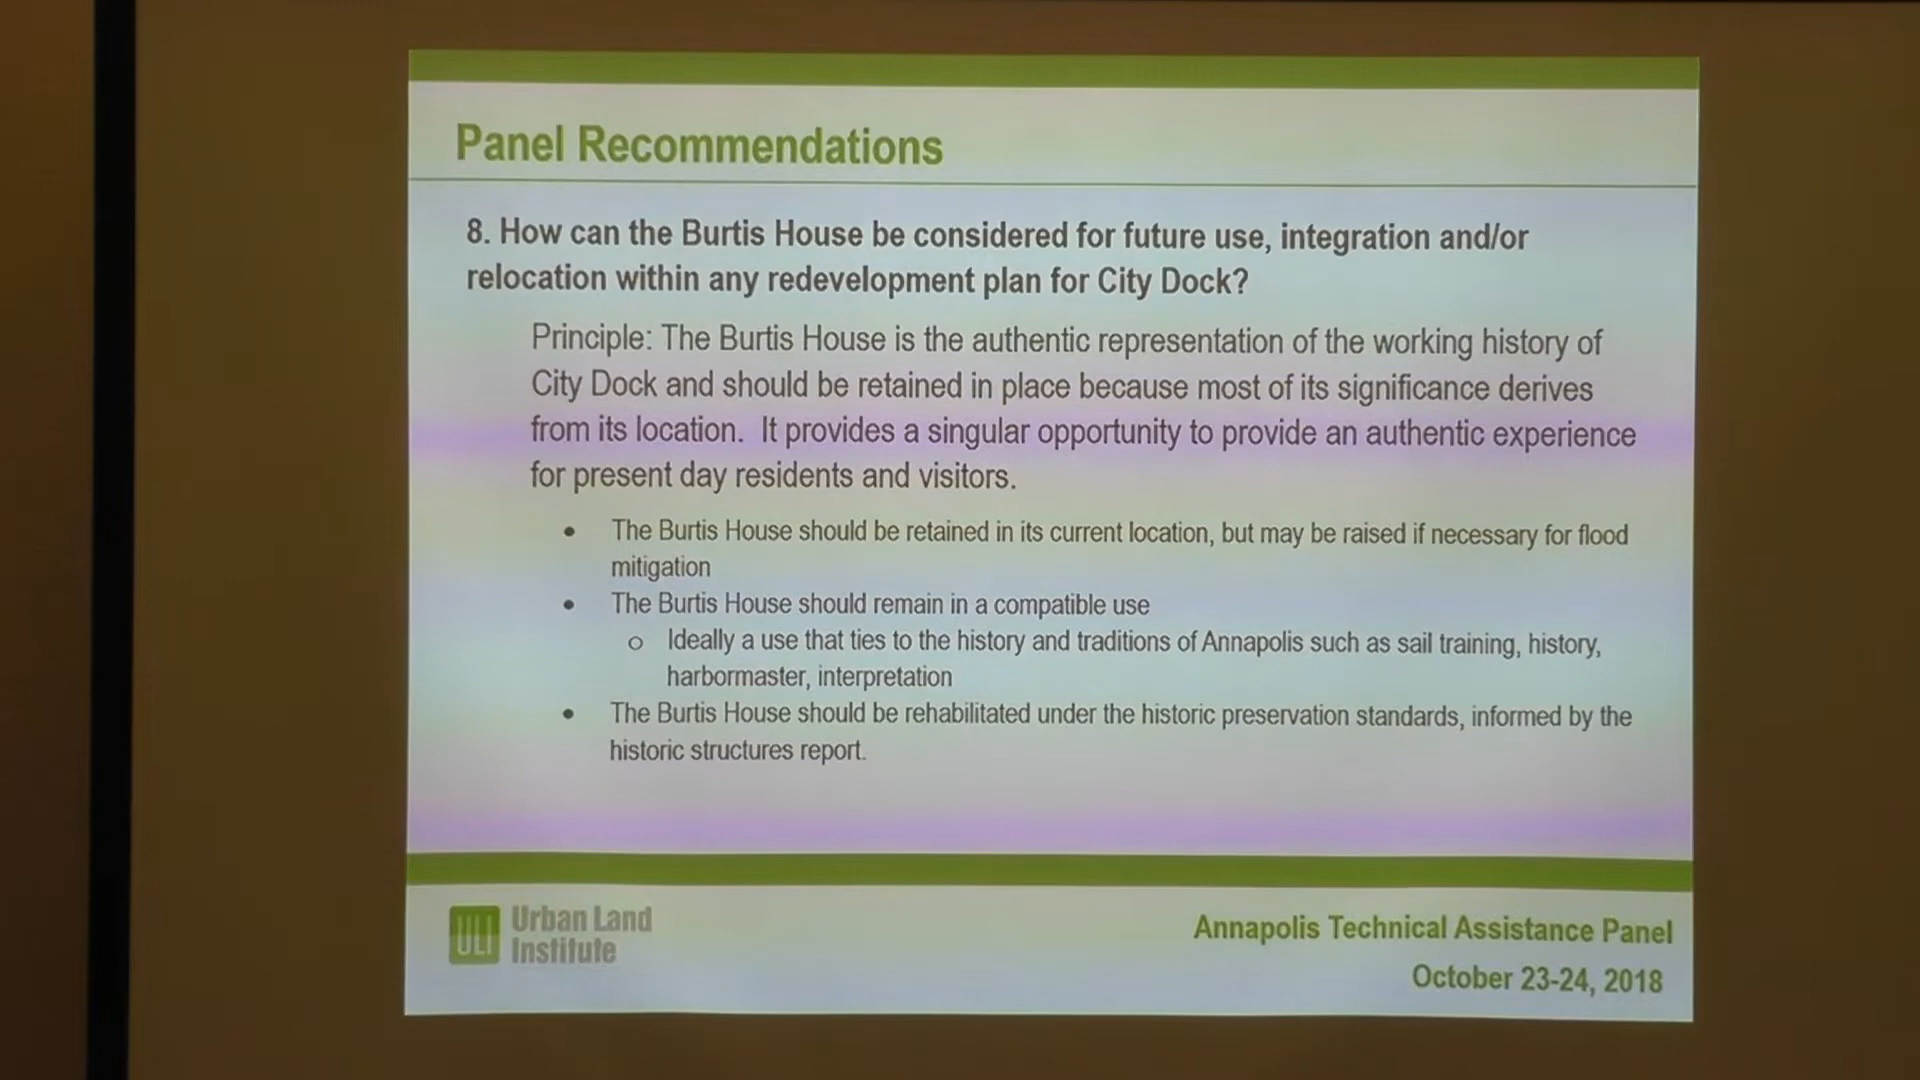 Panel Recommendations
8. How can the Burtis House be considered for future use, integration and/or
relocation within any redevelopment plan for City Dock?
Principle: The Burtis House is the authentic representation of the working history of
City Dock and should be retained in place because most of its significance derives
from its location. It provides a singular opportunity to provide an authentic experience
for present day residents and visitors.
• The Burtis House should be retained in its current location, but may be raised if necessary for flood
mitigation
• The Burtis House should remain in a compatible use
o Ideally a use that ties to the history and traditions of Annapolis such as sail training, history,
harbormaster, interpretation
• The Burtis House should be rehabilitated under the historic preservation standards, informed by the
historic structures report.
ULI Urban Land
Institute
Annapolis Technical Assistance Panel
October 23-24, 2018